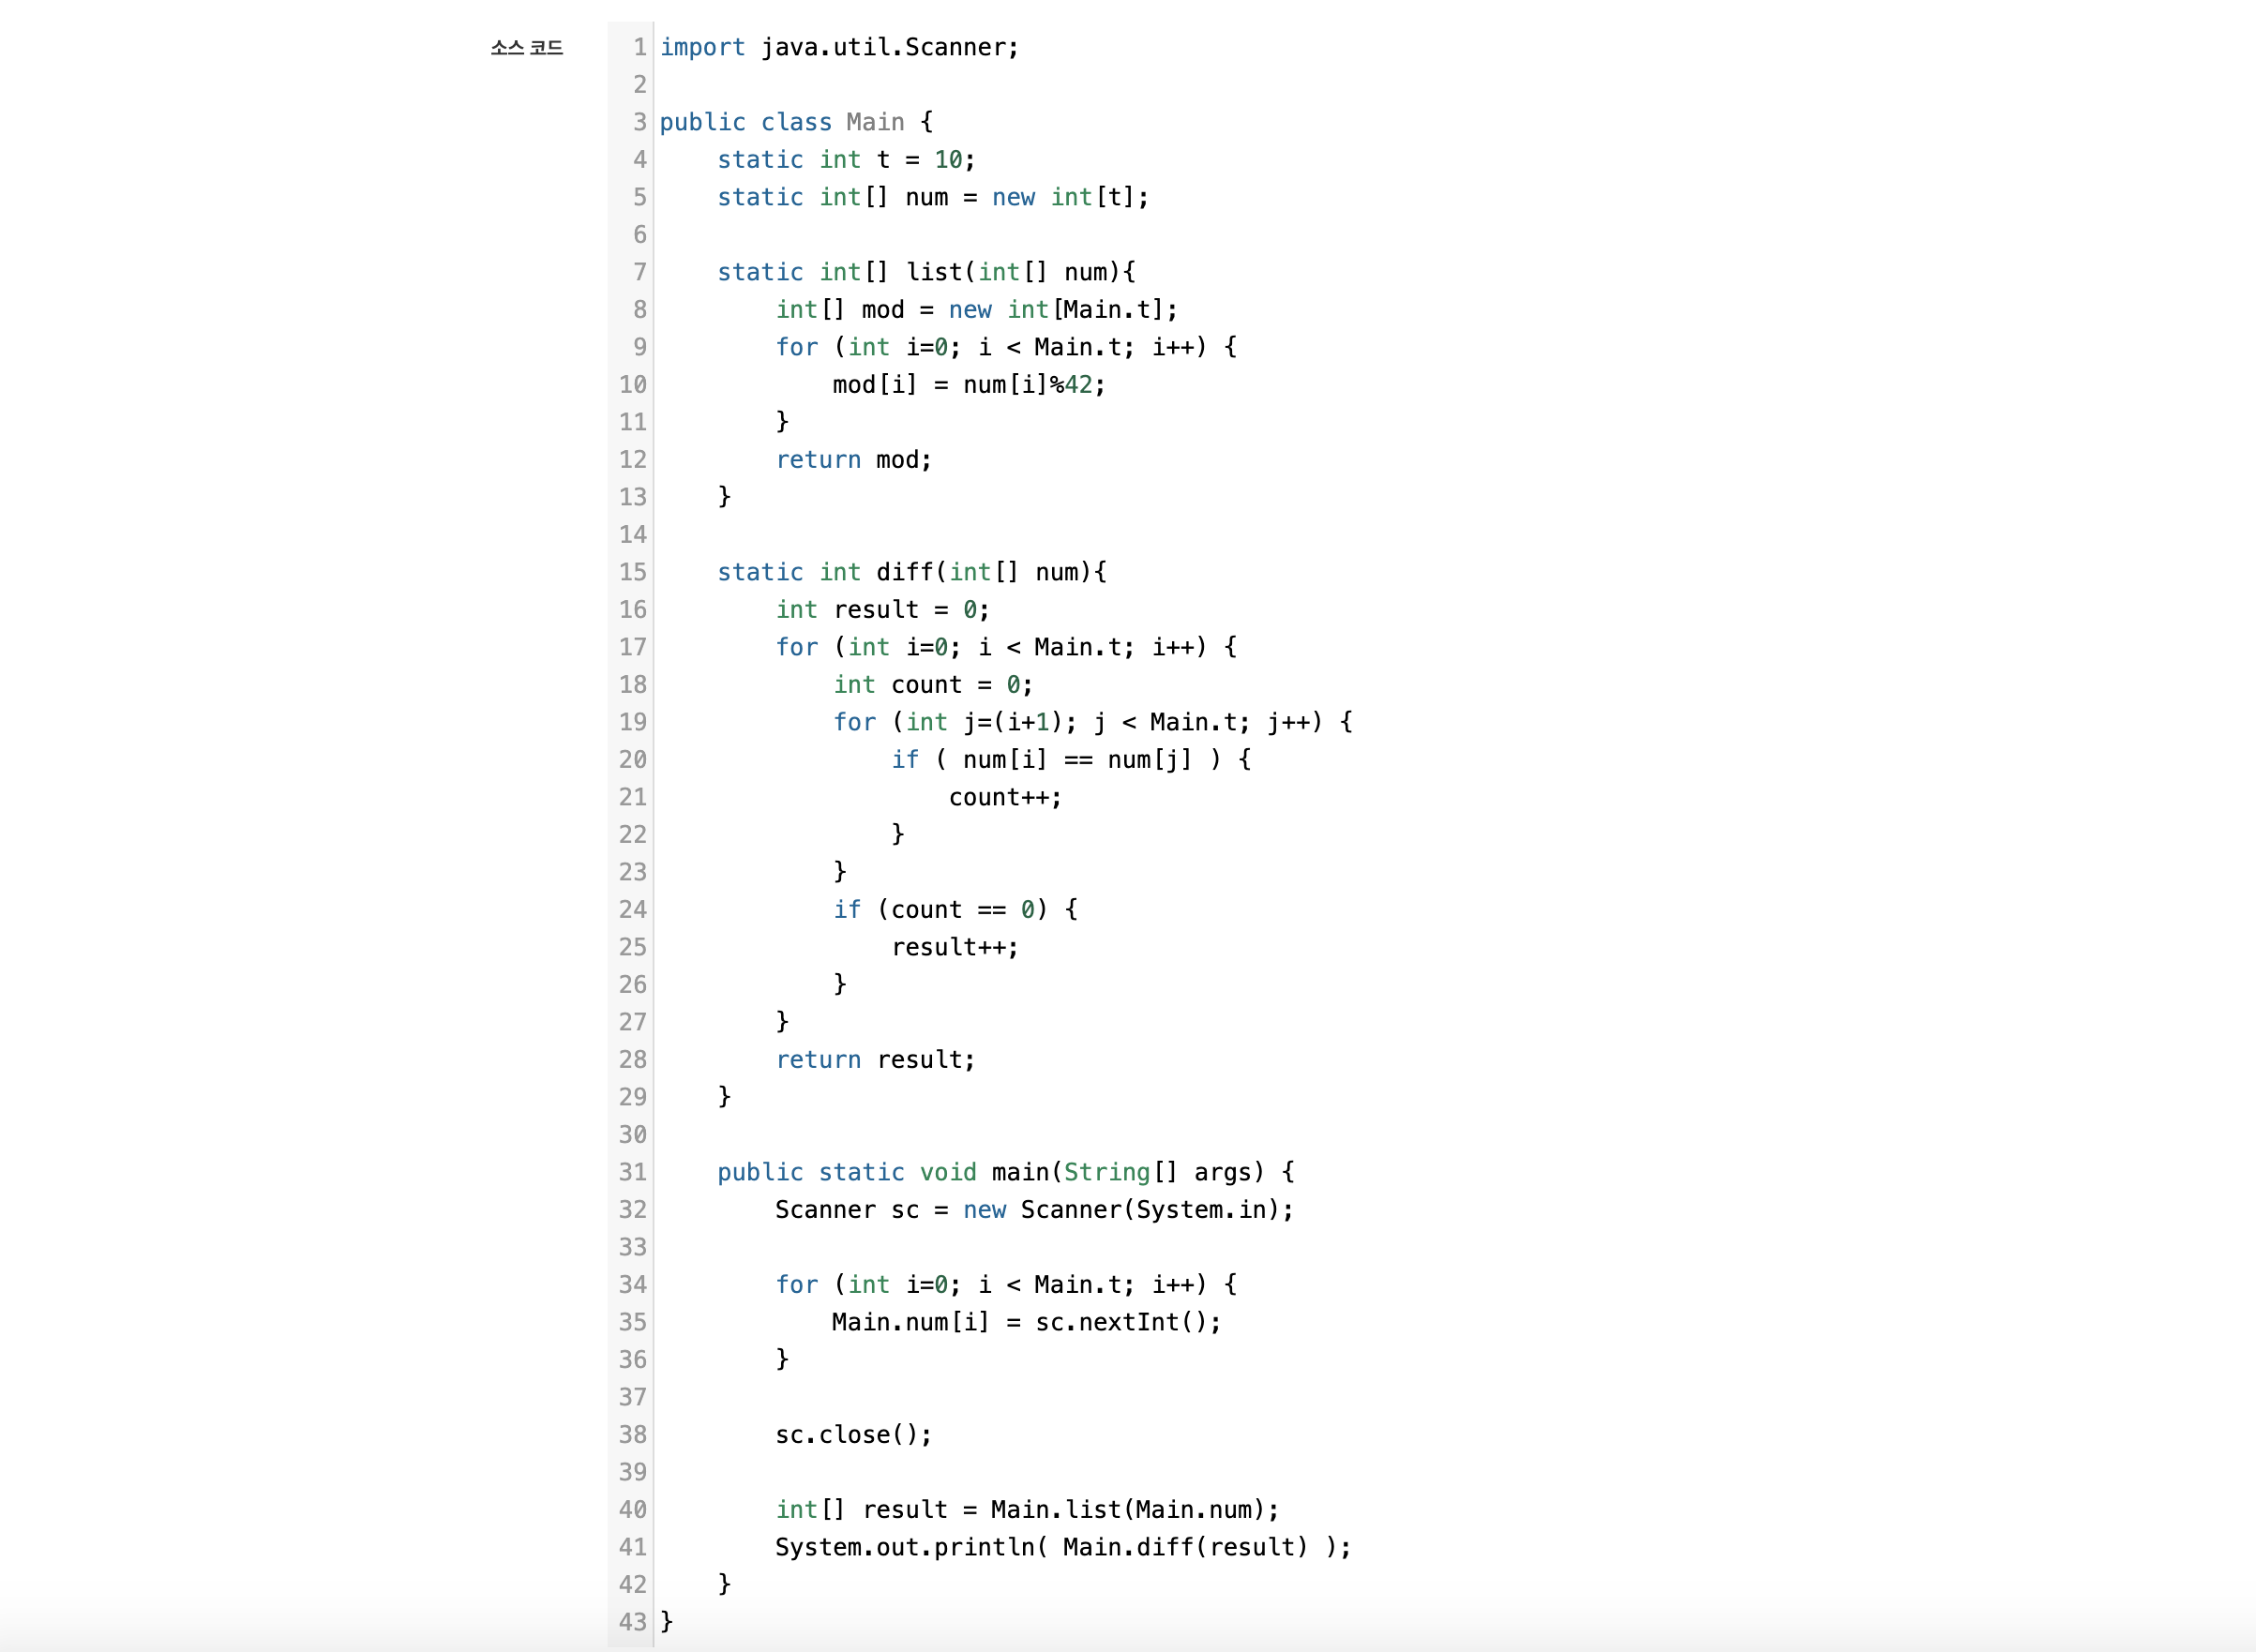 소스 코드
1 import java.util.Scanner;
2
3 public class Main {
4     static int t = 10;
5     static int[] num = new int[t];
6
7     static int[] list(int[] num){
8         int[] mod = new int[Main.t];
9         for (int i=0; i < Main.t; i++) {
10             mod[i] = num[i]%42;
11         }
12         return mod;
13     }
14
15     static int diff(int[] num){
16         int result = 0;
17         for (int i=0; i < Main.t; i++) {
18             int count = 0;
19             for (int j=(i+1); j < Main.t; j++) {
20                 if ( num[i] == num[j] ) {
21                     count++;
22                 }
23             }
24             if (count == 0) {
25                 result++;
26             }
27         }
28         return result;
29     }
30
31     public static void main(String[] args) {
32         Scanner sc = new Scanner(System.in);
33
34         for (int i=0; i < Main.t; i++) {
35             Main.num[i] = sc.nextInt();
36         }
37
38         sc.close();
39
40         int[] result = Main.list(Main.num);
41         System.out.println( Main.diff(result) );
42     }
43 }